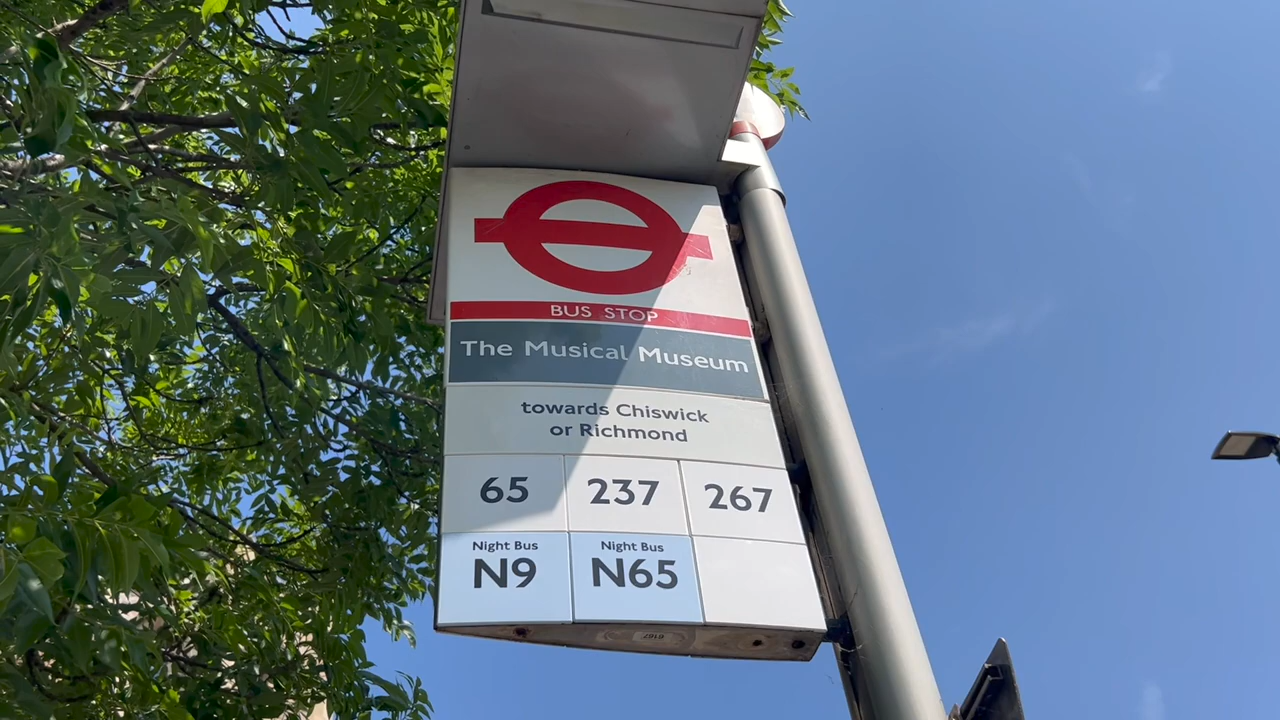 BUS STOP
The Musical Museum
towards Chiswick
or Richmond
65 237 267
Night Bus Night Bus
N9 N65